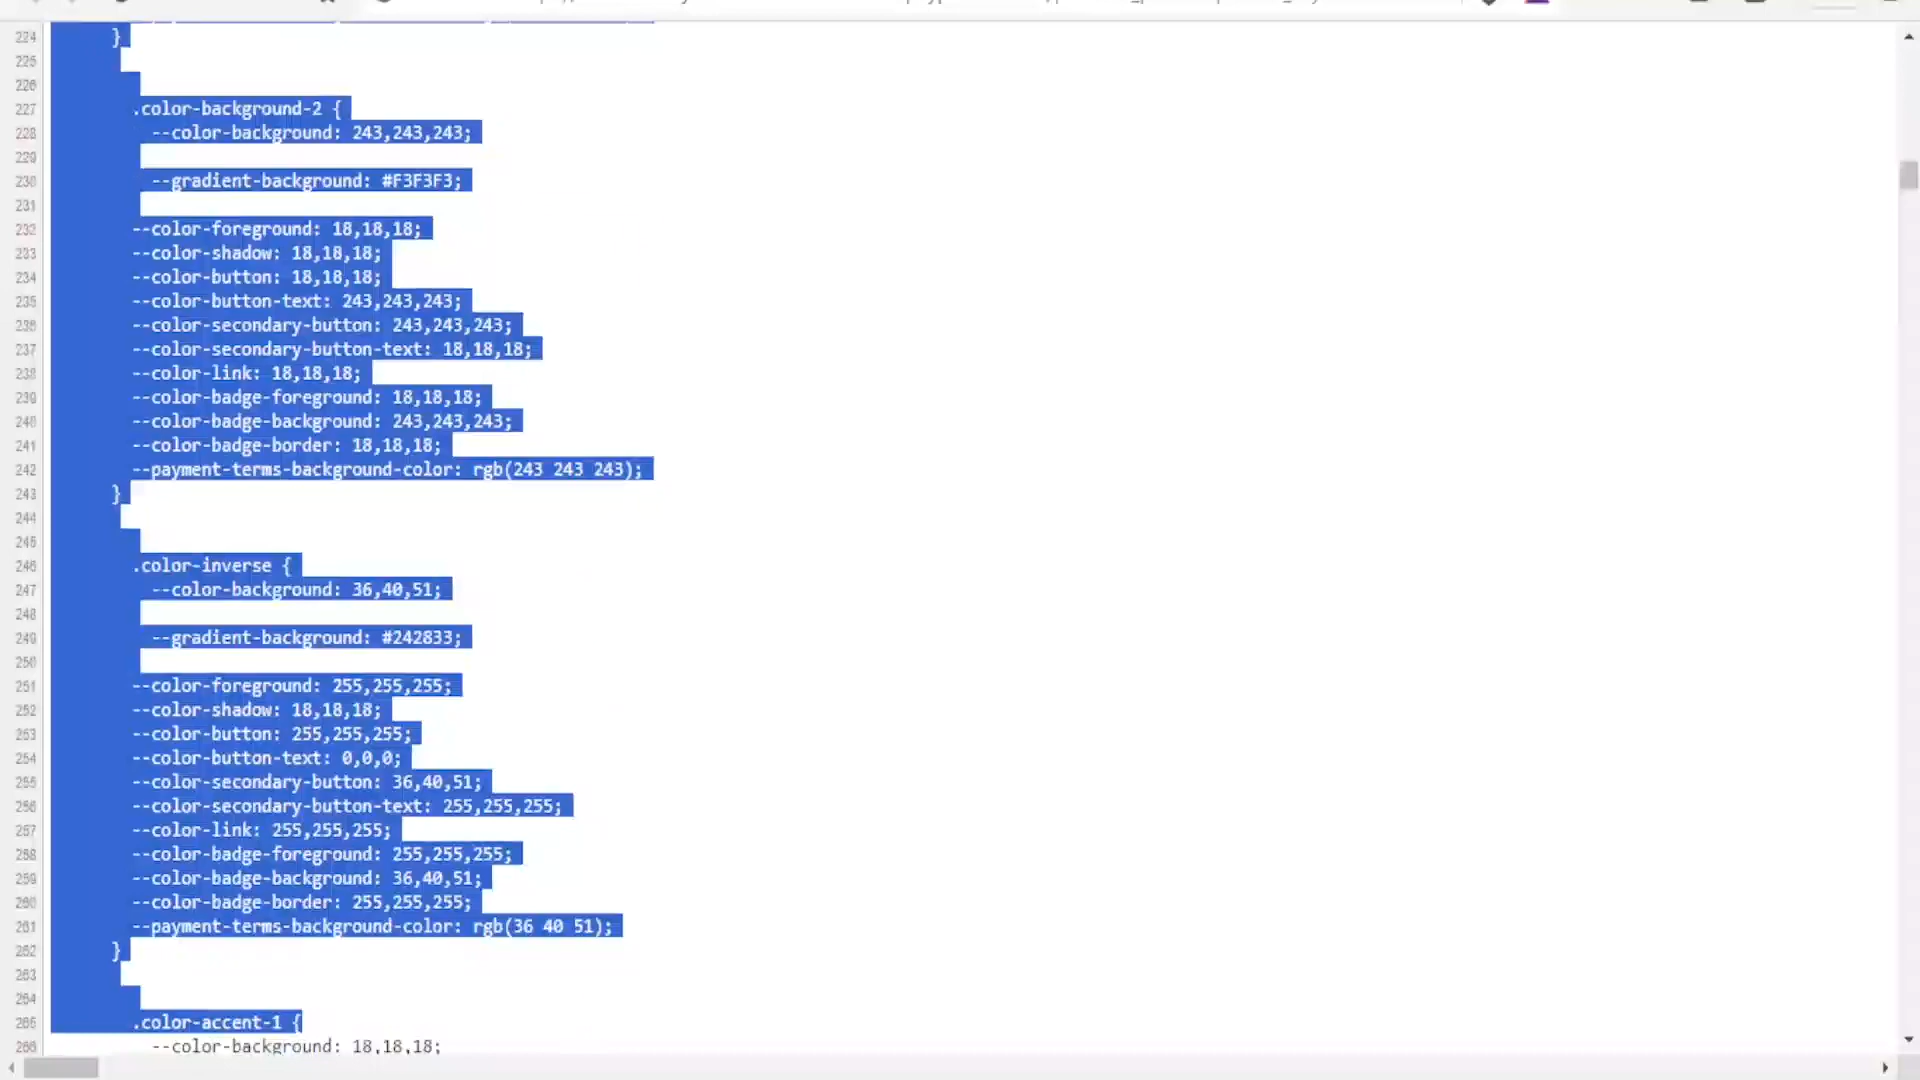 224 }
225
226
227 .color-background-2 {
228 --color-background: 243,243,243;
229
230 --gradient-background: #F3F3F3;
231
232 --color-foreground: 18,18,18;
233 --color-shadow: 18,18,18;
234 --color-button: 18,18,18;
235 --color-button-text: 243,243,243;
236 --color-secondary-button: 243,243,243;
237 --color-secondary-button-text: 18,18,18;
238 --color-link: 18,18,18;
239 --color-badge-foreground: 18,18,18;
240 --color-badge-background: 243,243,243;
241 --color-badge-border: 18,18,18;
242 --payment-terms-background-color: rgb(243 243 243);
243 }
244
245
246 .color-inverse {
247 --color-background: 36,40,51;
248
249 --gradient-background: #242833;
250
251 --color-foreground: 255,255,255;
252 --color-shadow: 18,18,18;
253 --color-button: 255,255,255;
254 --color-button-text: 0,0,0;
255 --color-secondary-button: 36,40,51;
256 --color-secondary-button-text: 255,255,255;
257 --color-link: 255,255,255;
258 --color-badge-foreground: 255,255,255;
259 --color-badge-background: 36,40,51;
260 --color-badge-border: 255,255,255;
261 --payment-terms-background-color: rgb(36 40 51);
262 }
263
264
265 .color-accent-1 {
266 --color-background: 18,18,18;